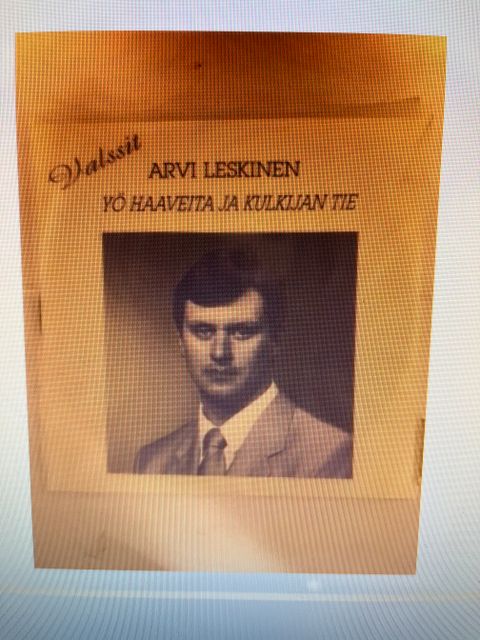 Valssit
ARVI LESKINEN
YÖ HAAVEITA JA KULKIJAN TIE